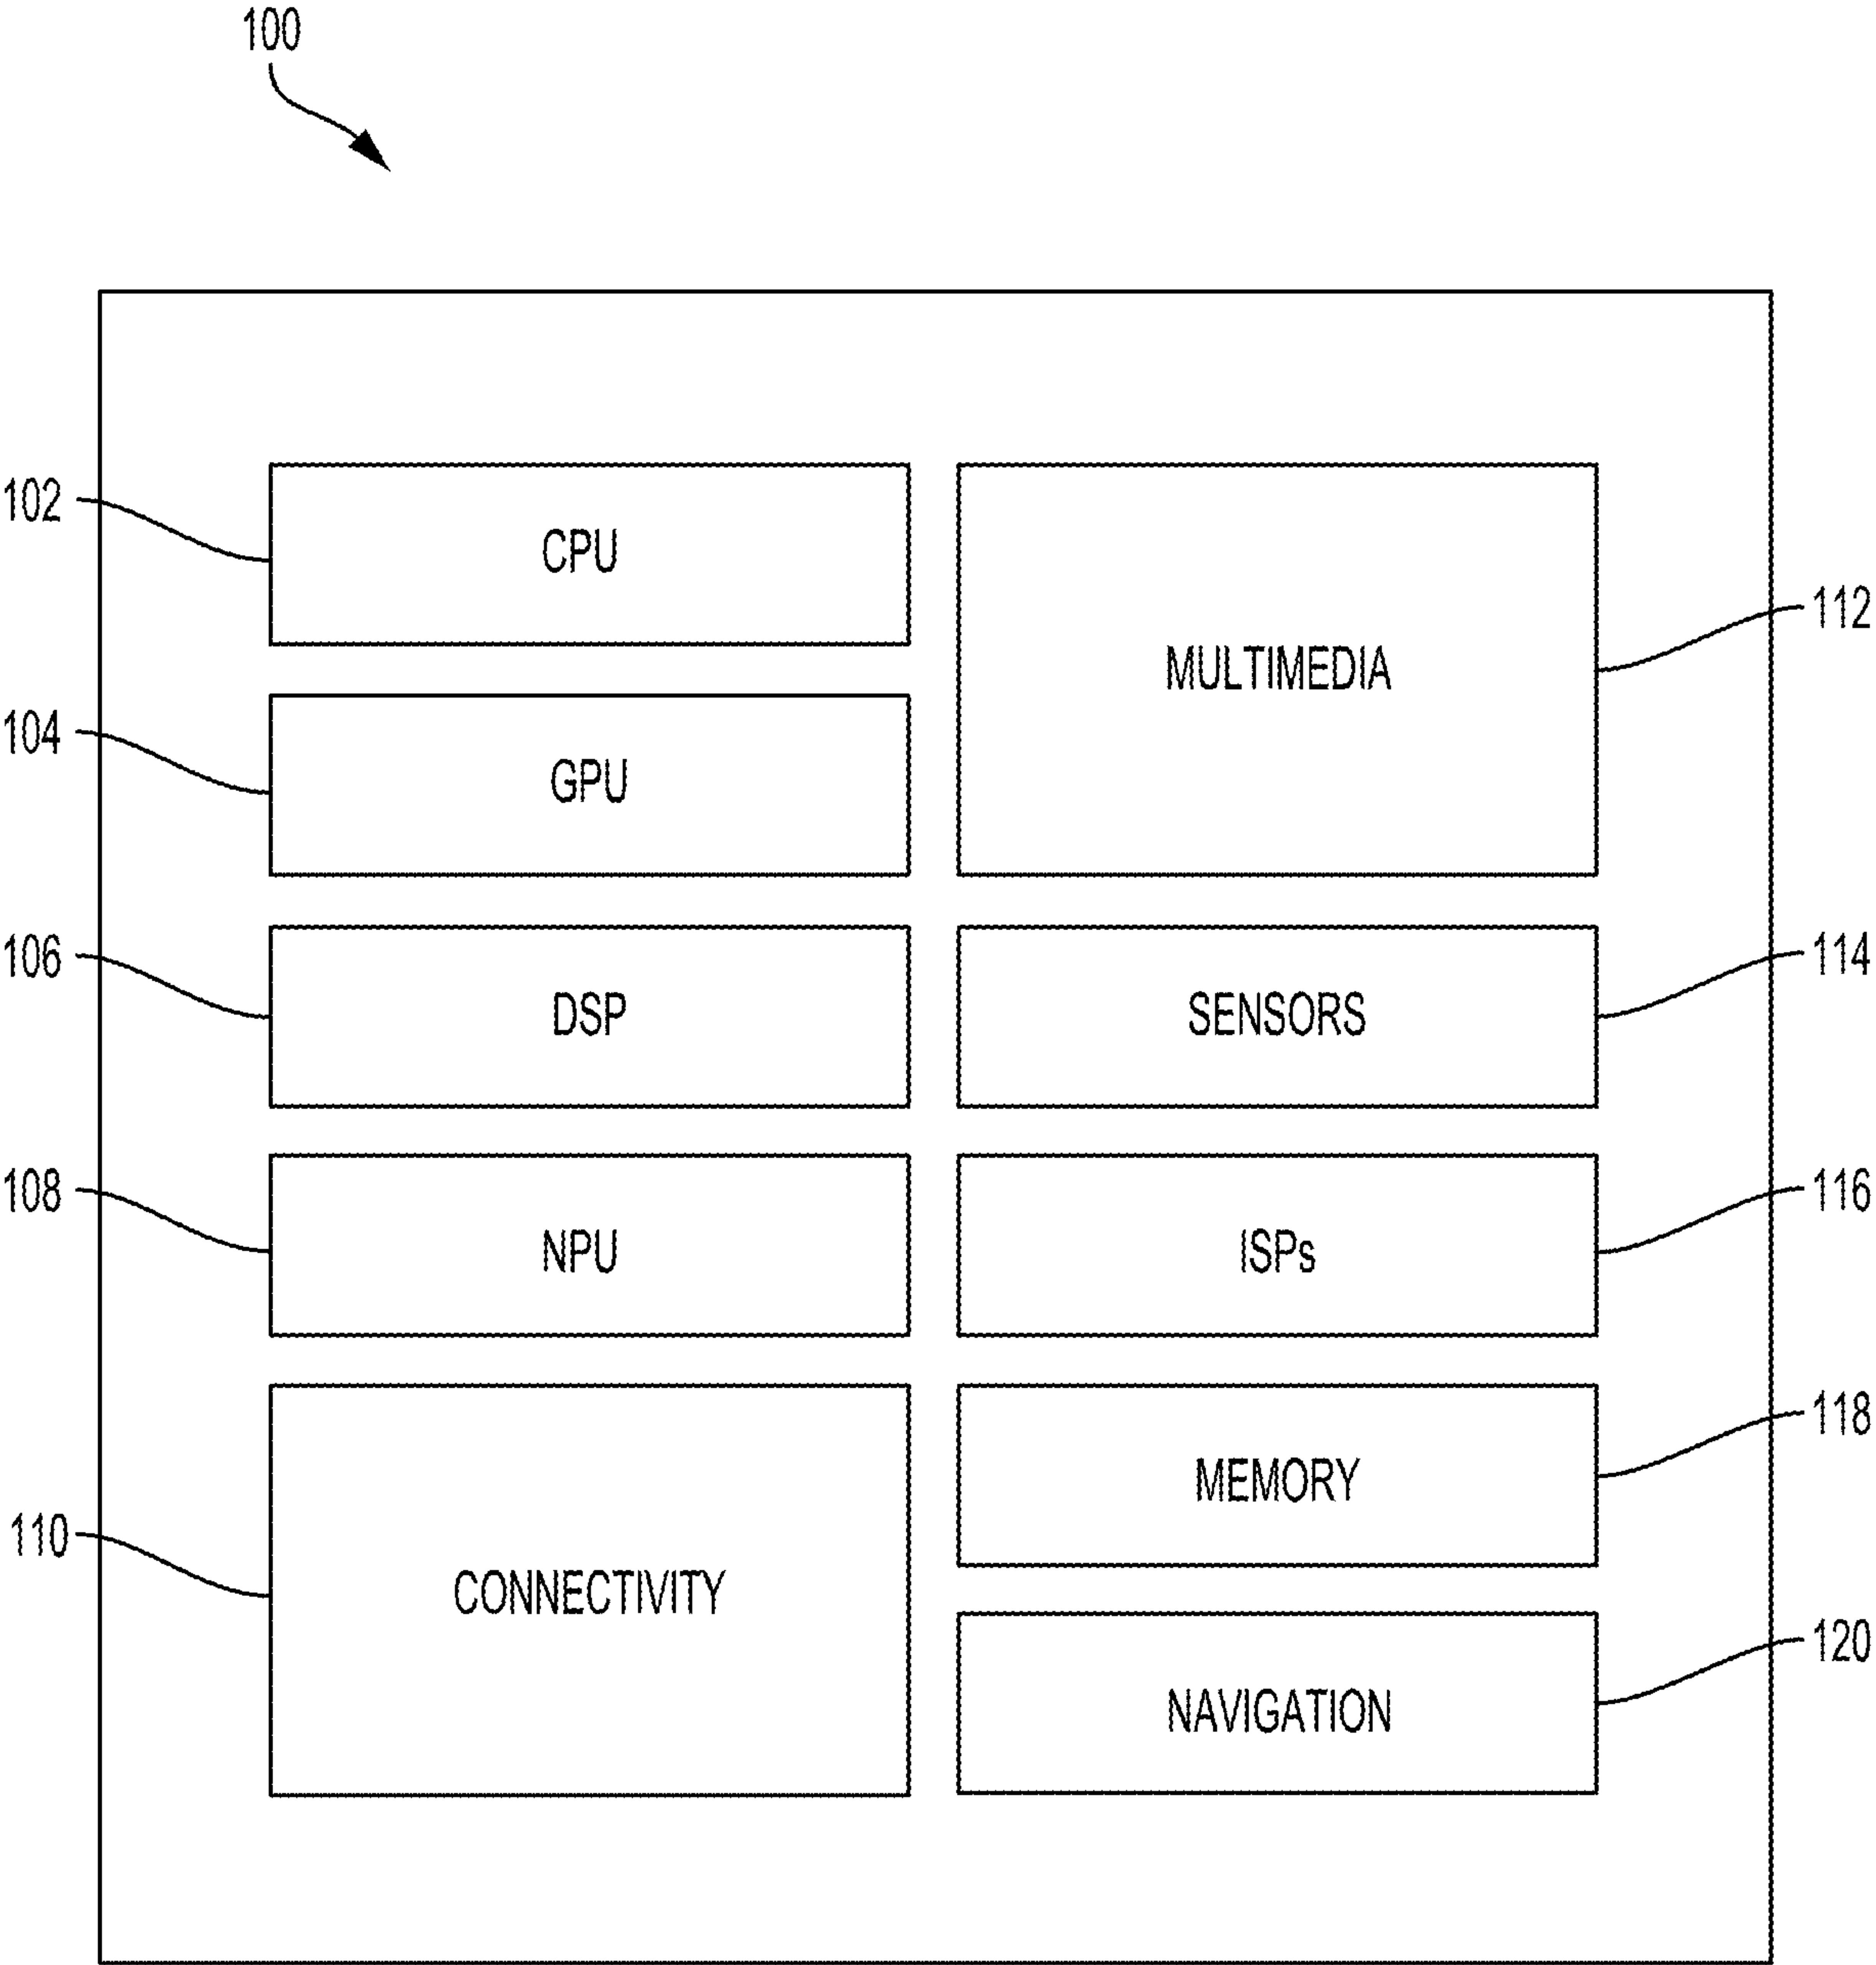 100
102
CPU
MULTIMEDIA
112
104
GPU
106
DSP
SENSORS
114
108
NPU
ISPs
116
110
CONNECTIVITY
MEMORY
118
NAVIGATION
120